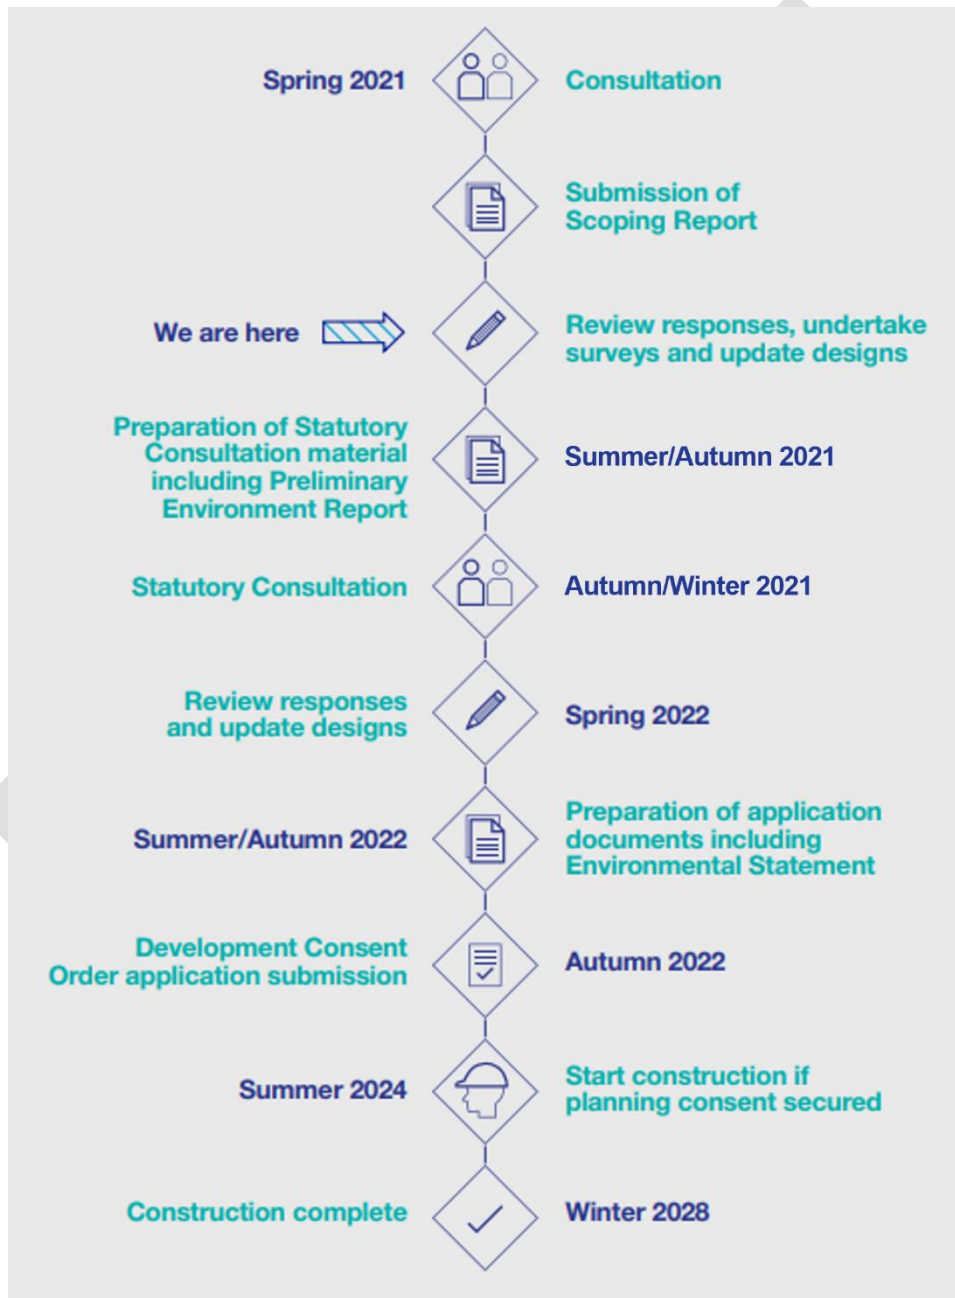 Spring 2021
Consultation
Submission of
Scoping Report
We are here
Review responses, undertake
surveys and update designs
Preparation of Statutory
Consultation material
including Preliminary
Environment Report
Summer/Autumn 2021
Statutory Consultation
Autumn/Winter 2021
Review responses
and update designs
Spring 2022
Summer/Autumn 2022
Preparation of application
documents including
Environmental Statement
Development Consent
Order application submission
Autumn 2022
Summer 2024
Start construction if
planning consent secured
Construction complete
Winter 2028